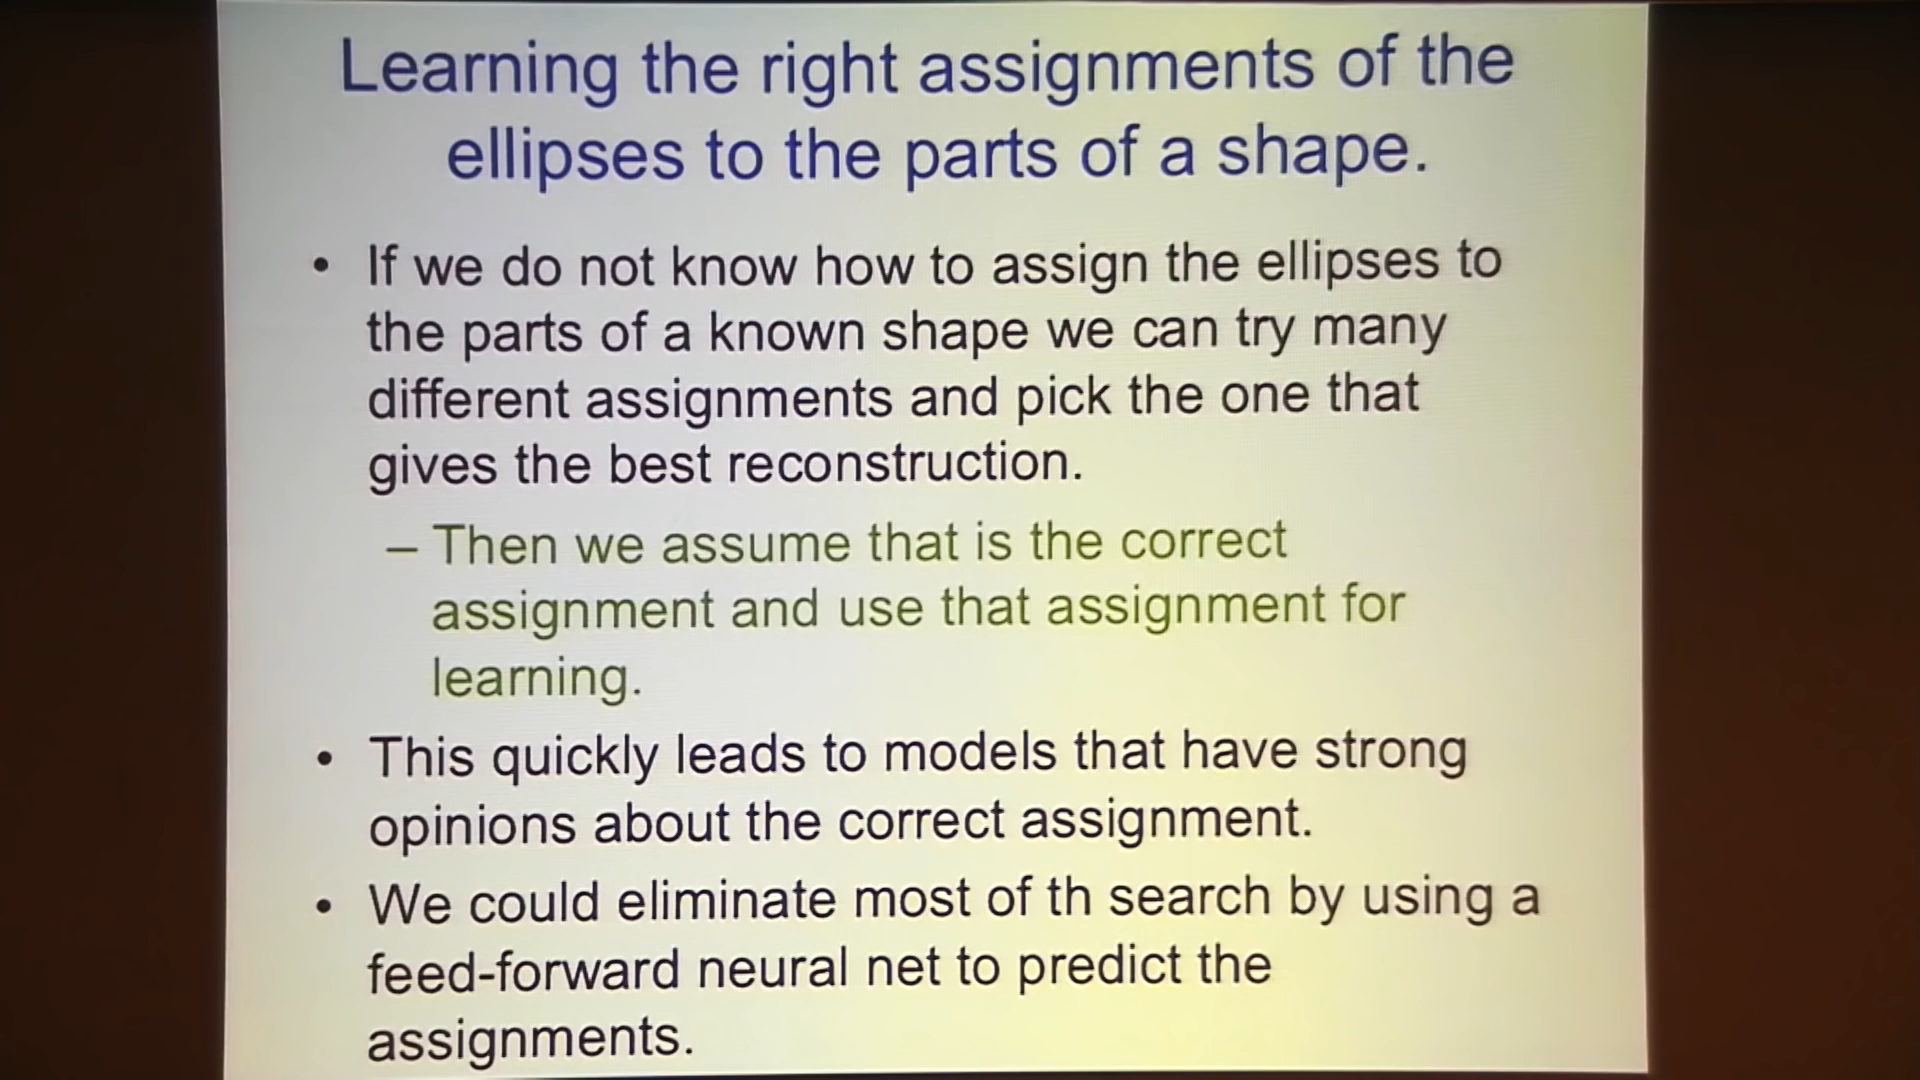 Learning the right assignments of the
ellipses to the parts of a shape.
• If we do not know how to assign the ellipses to
the parts of a known shape we can try many
different assignments and pick the one that
gives the best reconstruction.
– Then we assume that is the correct
assignment and use that assignment for
learning.
• This quickly leads to models that have strong
opinions about the correct assignment.
• We could eliminate most of th search by using a
feed-forward neural net to predict the
assignments.